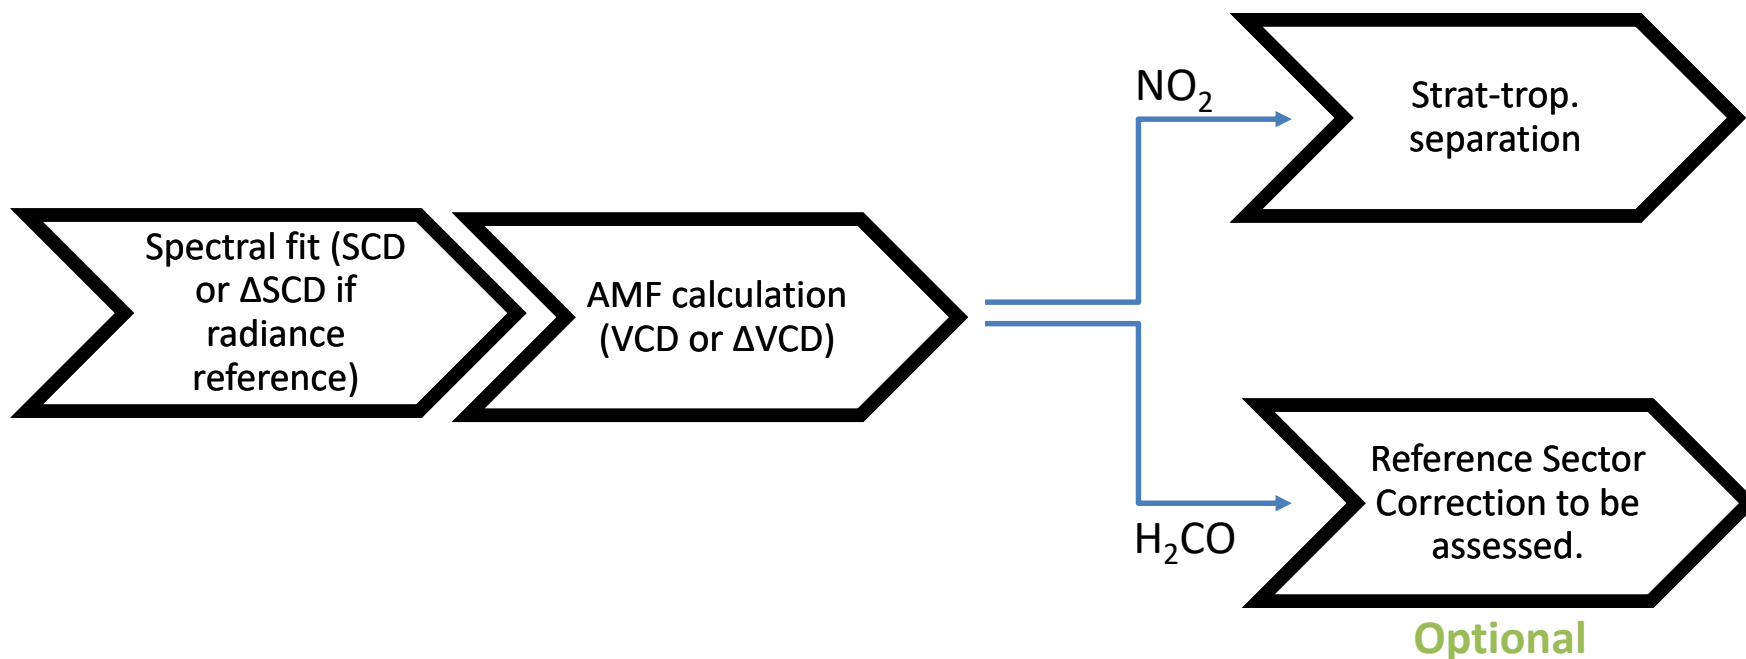 Spectral fit (SCD
or ΔSCD if
radiance
reference)
AMF calculation
(VCD or ΔVCD)
NO₂
Strat-trop.
separation
H₂CO
Reference Sector
Correction to be
assessed.
Optional